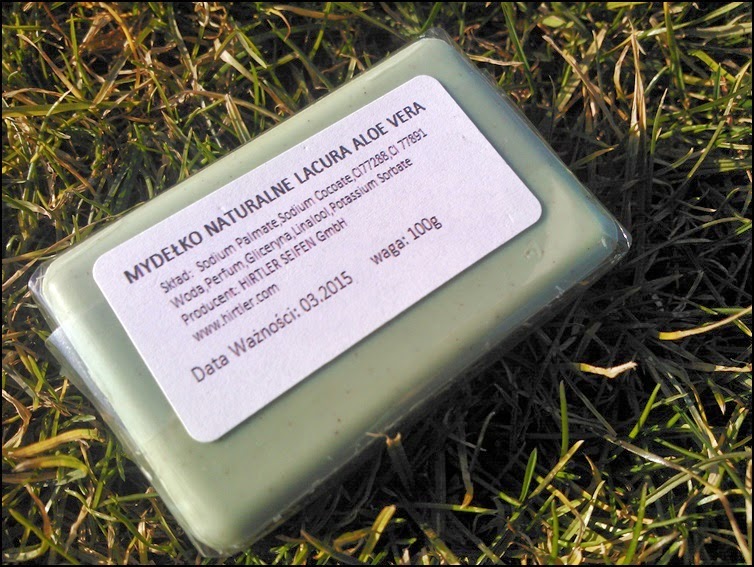 MYDEŁKO NATURALNE LACURA ALOE VERA
Skład: Sodium Palmate,Sodium Cocoate,CI77288,CI 77891
Woda,Perfum,Gliceryna,Linalool,Potassium Sorbate
Producent: HIRTLER SEIFEN GmbH
www.hirtler.com
Data Ważności: 03.2015 waga: 100g